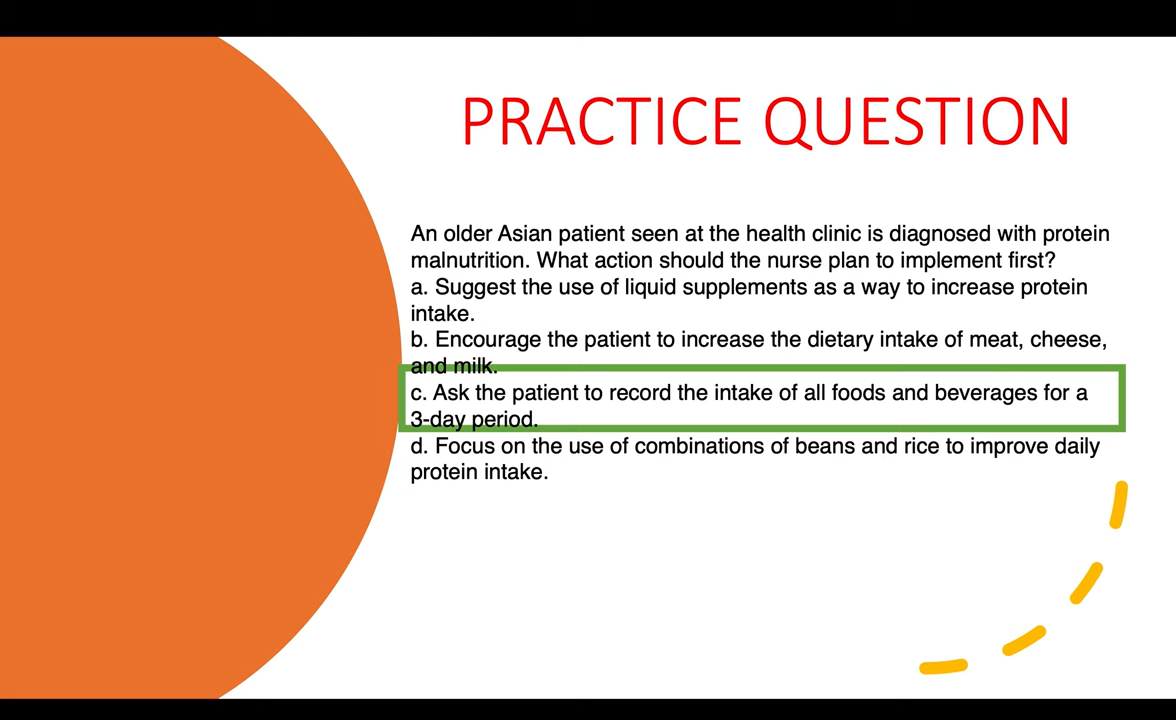 PRACTICE QUESTION
An older Asian patient seen at the health clinic is diagnosed with protein
malnutrition. What action should the nurse plan to implement first?
a. Suggest the use of liquid supplements as a way to increase protein
intake.
b. Encourage the patient to increase the dietary intake of meat, cheese,
and milk.
c. Ask the patient to record the intake of all foods and beverages for a
3-day period.
d. Focus on the use of combinations of beans and rice to improve daily
protein intake.